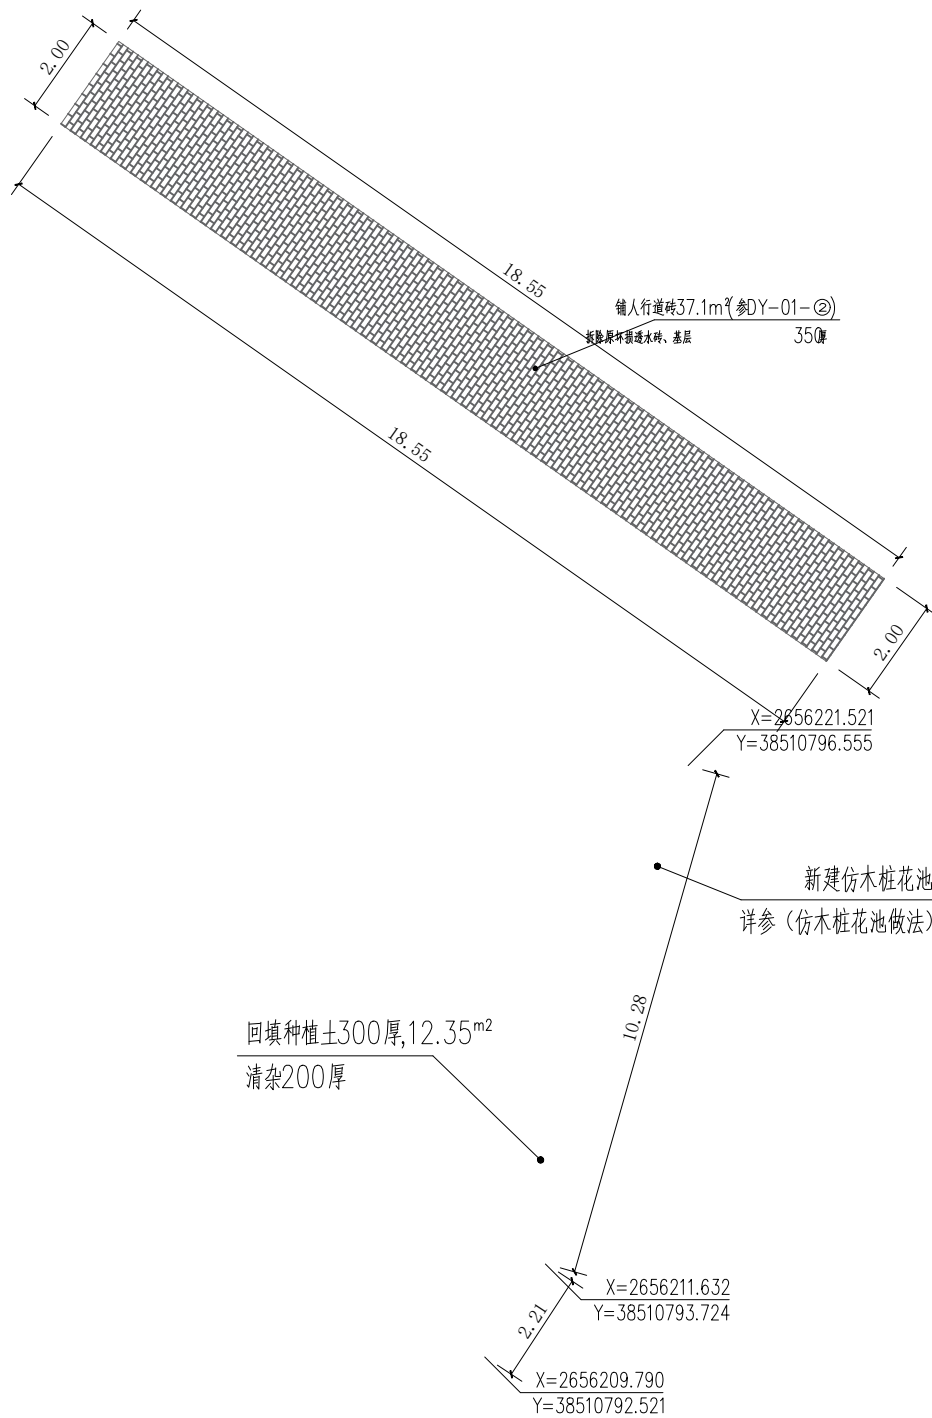 2.00
18.55
铺人行道砖37.1m²(参DY-01-②)
拆除原坏损透水砖、基层 350厚
18.55
2.00
X=2656221.521
Y=38510796.555
新建仿木桩花池
详参（仿木桩花池做法）
10.28
回填种植土300厚,12.35m2
清杂200厚
X=2656211.632
Y=38510793.724
2.21
X=2656209.790
Y=38510792.521